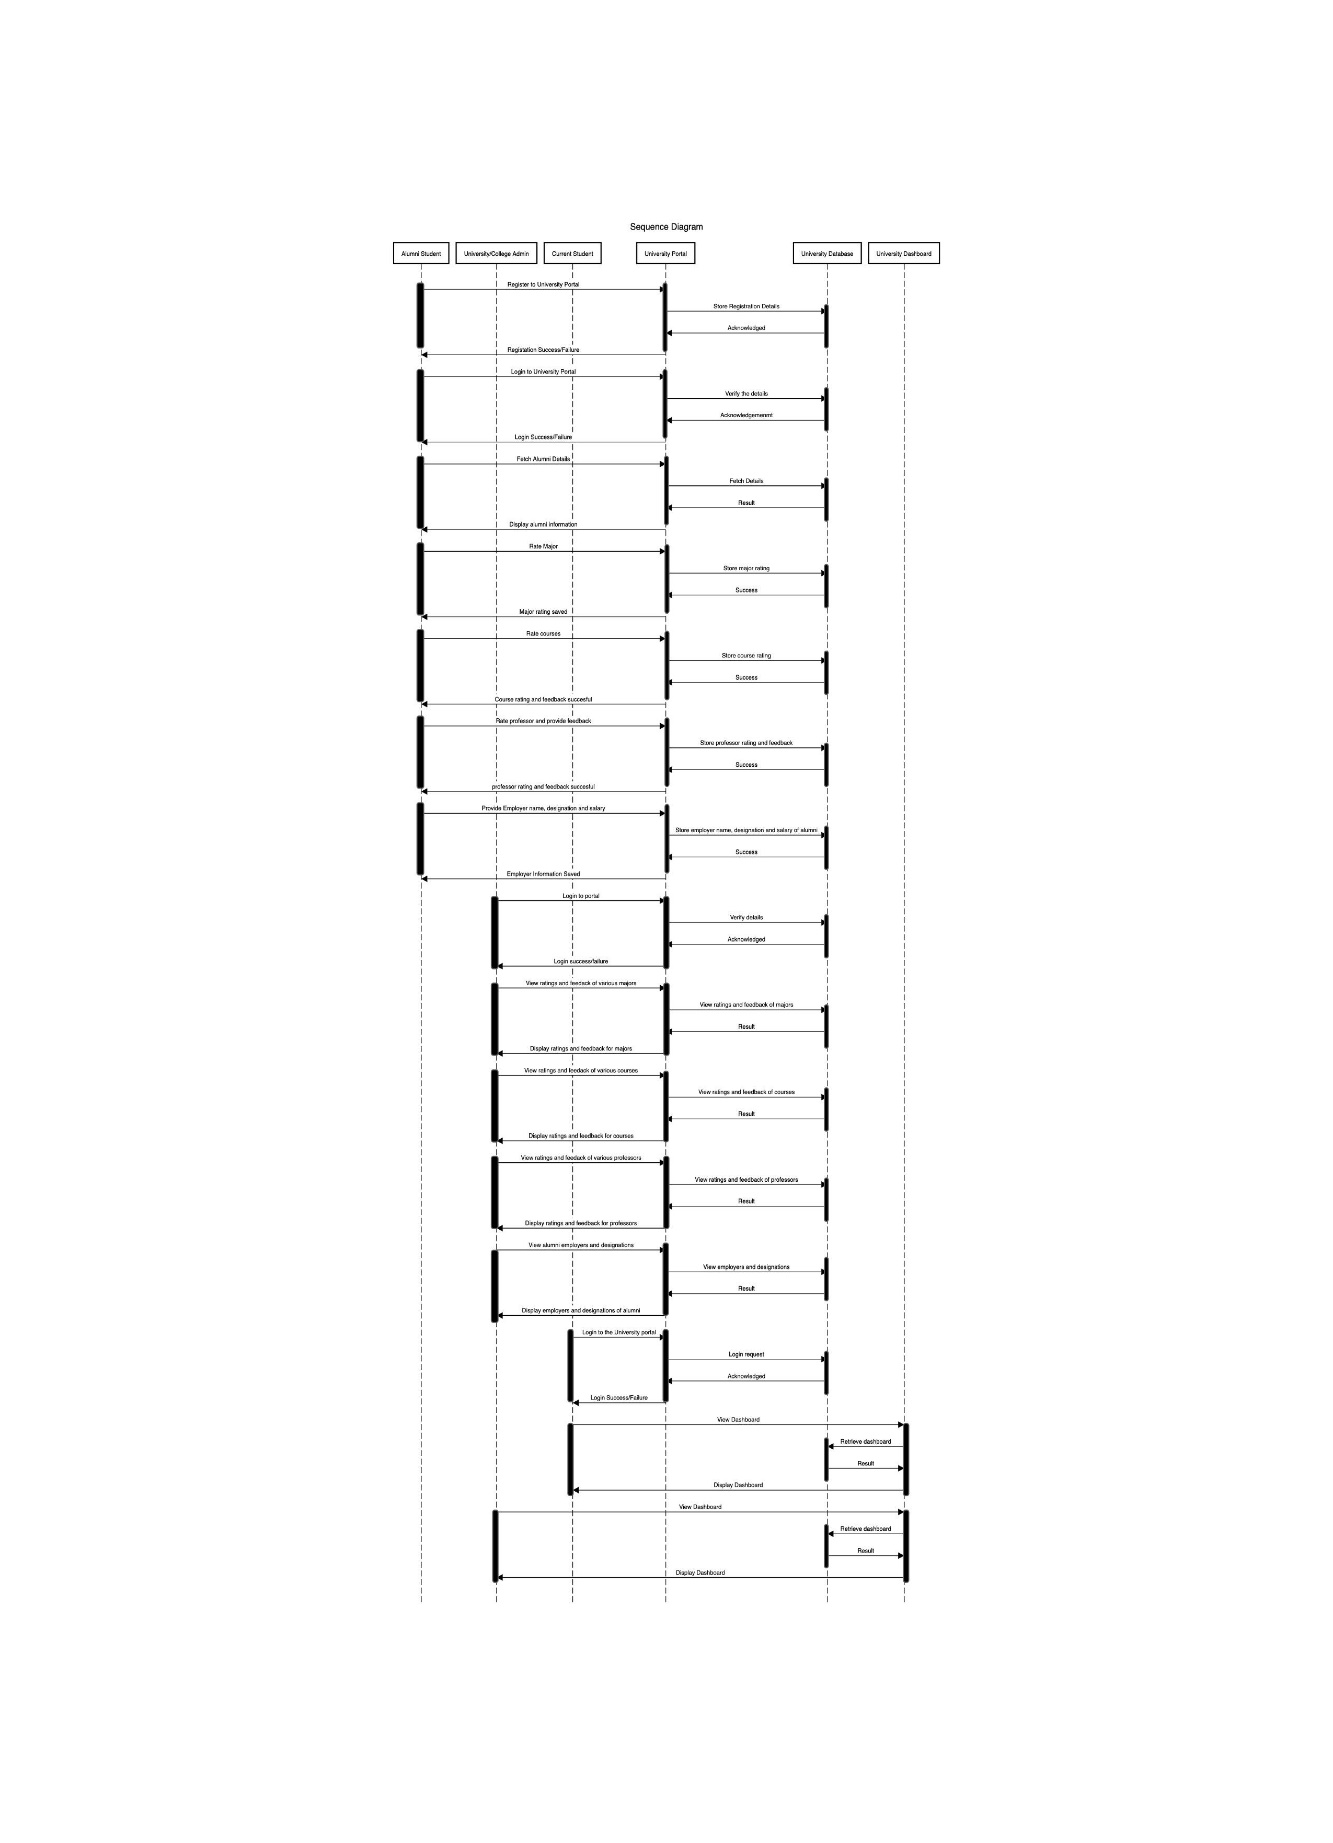 Sequence Diagram
Alumni Student
University/College Admin
Current Student
University Portal
University Database
University Dashboard
Register to University Portal
Store Registration Details
Acknowledged
Registation Success/Failure
Login to University Portal
Verify the details
Acknowledgemenmt
Login Success/Failure
Fetch Alumni Details
Fetch Details
Result
Display alumni information
Rate Major
Store major rating
Success
Major rating saved
Rate courses
Store course rating
Success
Course rating and feedback succesful
Rate professor and provide feedback
Store professor rating and feedback
Success
professor rating and feedback succesful
Provide Employer name, designation and salary
Store employer name, designation and salary of alumni
Success
Employer Information Saved
Login to portal
Verify details
Acknowledged
Login success/failure
View ratings and feedack of various majors
View ratings and feedback of majors
Result
Display ratings and feedback for majors
View ratings and feedack of various courses
View ratings and feedback of courses
Result
Display ratings and feedback for courses
View ratings and feedack of various professors
View ratings and feedback of professors
Result
Display ratings and feedback for professors
View alumni employers and designations
View employers and designations
Result
Display employers and designations of alumni
Login to the University portal
Login request
Acknowledged
Login Success/Failure
View Dashboard
Retrieve dashboard
Result
Display Dashboard
View Dashboard
Retrieve dashboard
Result
Display Dashboard